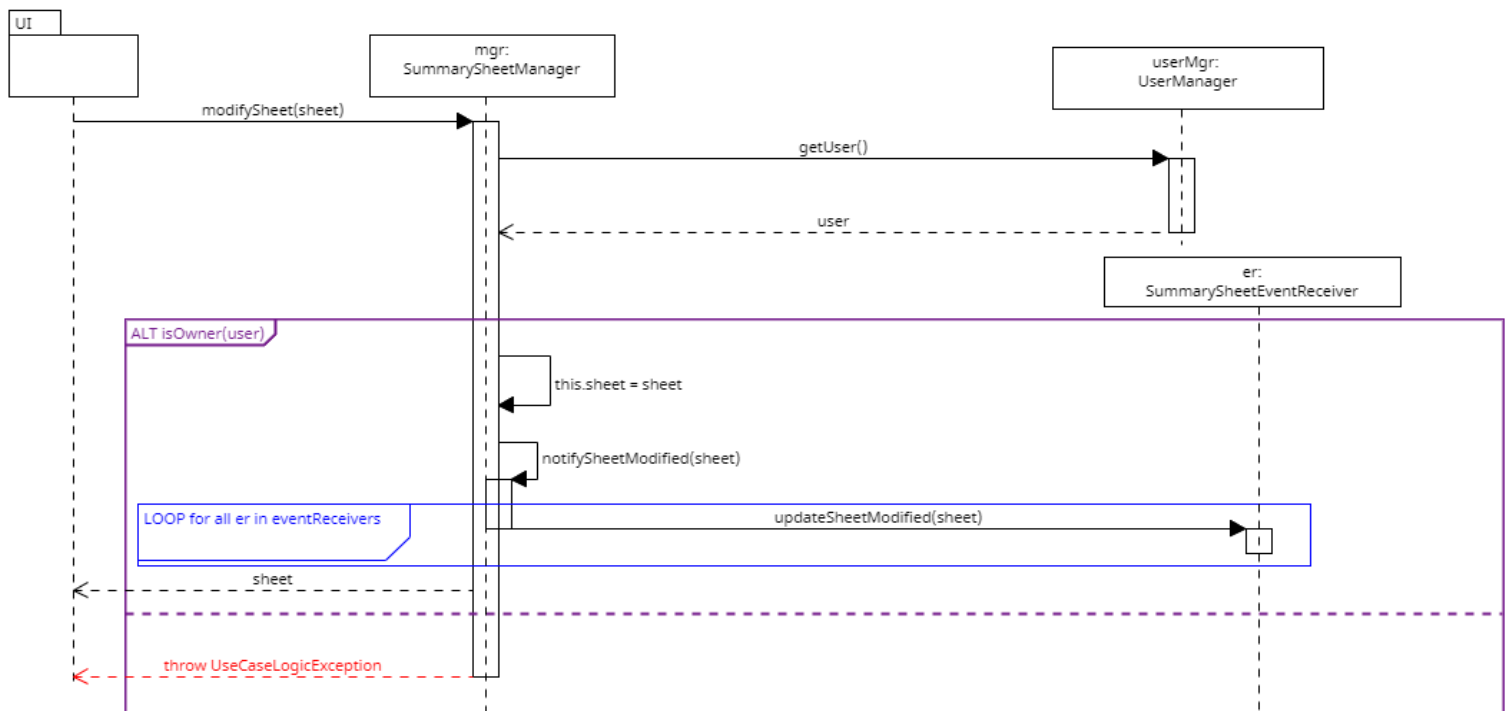 UI
mgr:
SummarySheetManager
userMgr:
UserManager
modifySheet(sheet)
getUser()
user
er:
SummarySheetEventReceiver
ALT isOwner(user)
this.sheet = sheet
notifySheetModified(sheet)
LOOP for all er in eventReceivers
updateSheetModified(sheet)
sheet
throw UseCaseLogicException